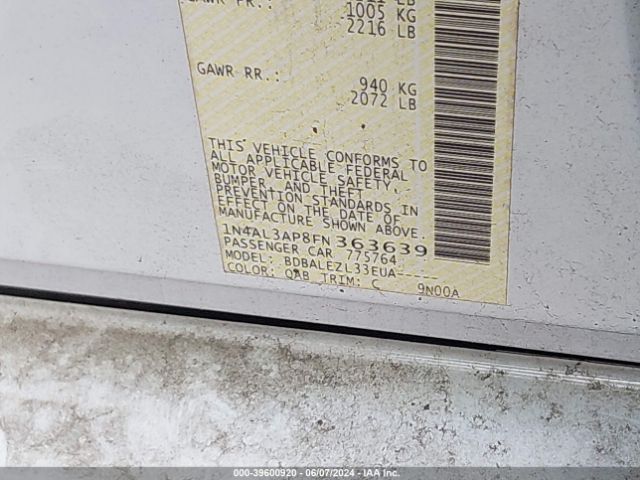 GAWR FR.:
1005 KG
2216 LB
GAWR RR.:
940 KG
2072 LB
THIS VEHICLE CONFORMS TO
ALL APPLICABLE FEDERAL
MOTOR VEHICLE SAFETY,
BUMPER, AND THEFT
PREVENTION STANDARDS IN
EFFECT ON THE DATE OF
MANUFACTURE SHOWN ABOVE.
1N4AL3AP8FN363639
PASSENGER CAR 775764
MODEL: BDBALEZL33EUA-----
COLOR: QAB TRIM: C 9N00A
000-39600920 - 06/07/2024 - IAA Inc.